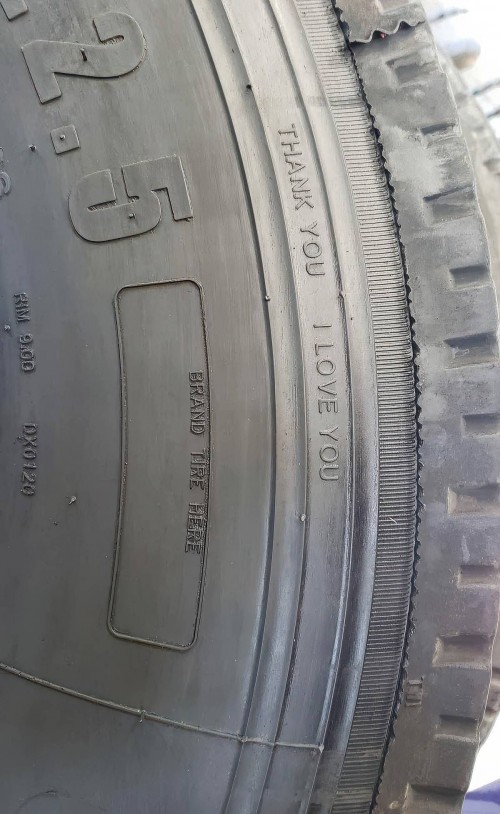 2.5
THANK YOU I LOVE YOU
BRAND TIRE HERE
RIM 9.00 DX0120